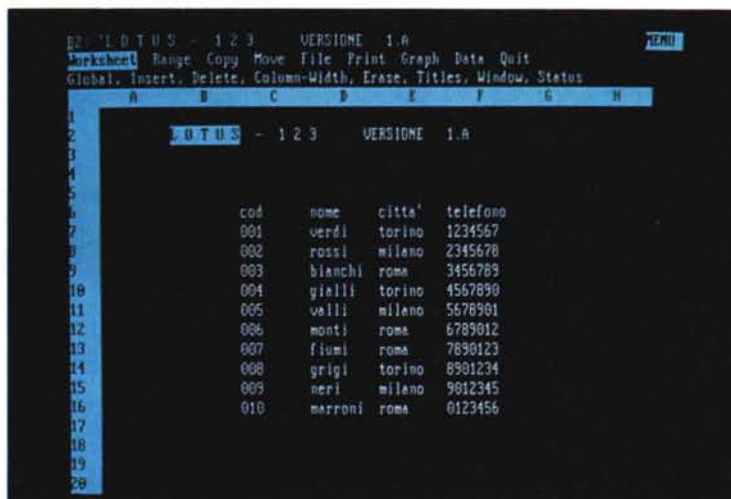 B2: 'L O T U S - 1 2 3 VERSIONE 1.A MENU
Worksheet Range Copy Move File Print Graph Data Quit
Global, Insert, Delete, Column-Width, Erase, Titles, Window, Status
A B C D E F G H
1
2 L O T U S - 1 2 3 VERSIONE 1.A
3
4
5
6 cod nome citta' telefono
7 001 verdi torino 1234567
8 002 rossi milano 2345678
9 003 bianchi roma 3456789
10 004 gialli torino 4567890
11 005 valli milano 5678901
12 006 monti roma 6789012
13 007 fiumi roma 7890123
14 008 grigi torino 8901234
15 009 neri milano 9012345
16 010 marroni roma 0123456
17
18
19
20